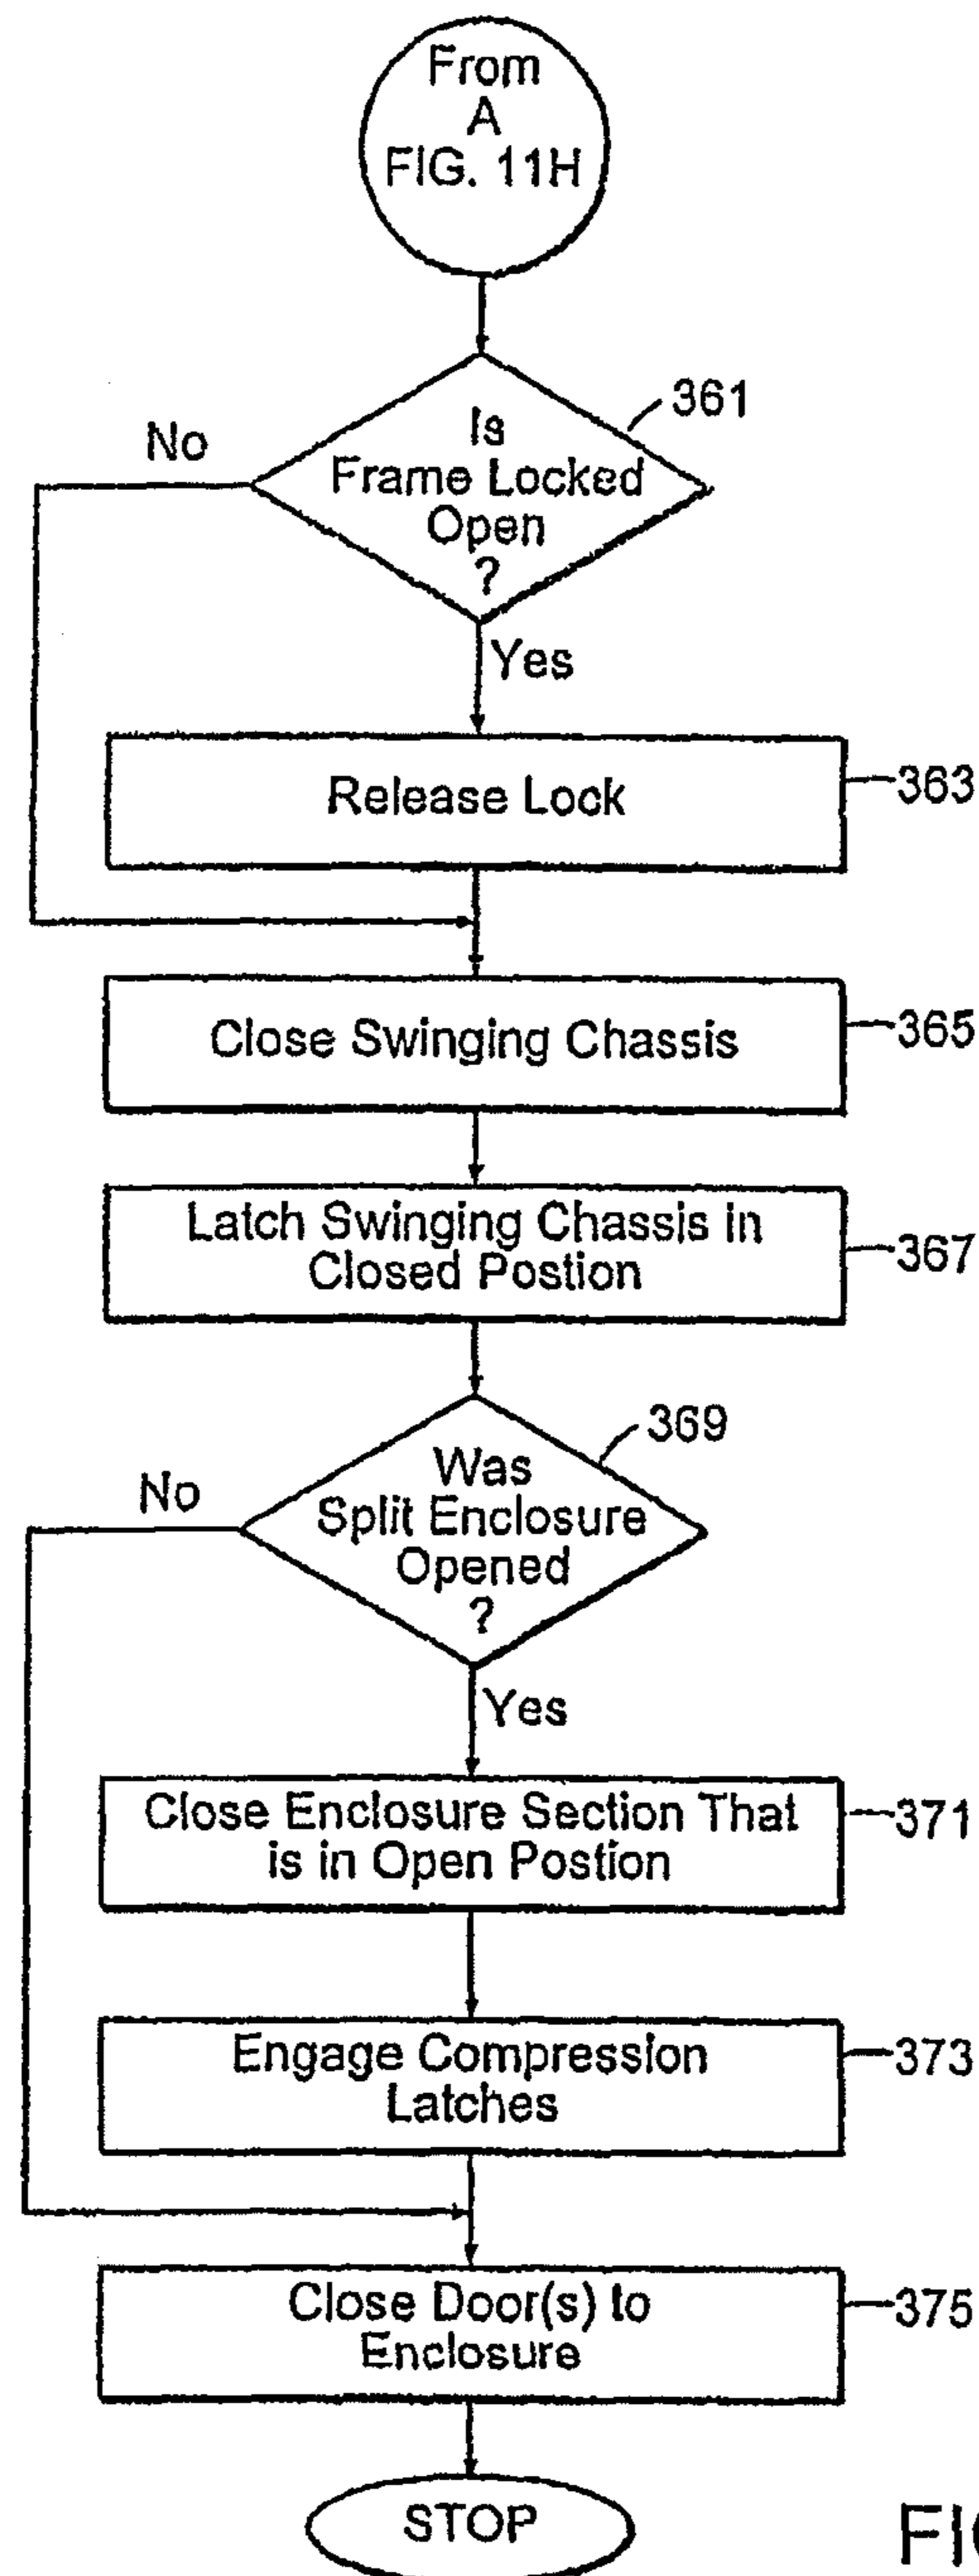 From
A
FIG. 11H
361
No
Is
Frame Locked
Open
?
Yes
Release Lock
363
Close Swinging Chassis
365
Latch Swinging Chassis in
Closed Postion
367
369
No
Was
Split Enclosure
Opened
?
Yes
Close Enclosure Section That
is in Open Postion
371
Engage Compression
Latches
373
Close Door(s) to
Enclosure
375
STOP